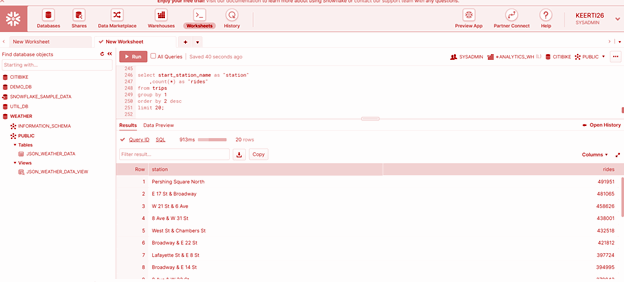 Enjoy your free trial! Visit our documentation to learn more about using Snowflake or contact our support team with any questions.
Databases
Shares
Data Marketplace
Warehouses
Worksheets
History
Preview App
Partner Connect
Help
KEERTI26
SYSADMIN
New Worksheet
New Worksheet
Find database objects
Starting with...
CITIBIKE
DEMO_DB
SNOWFLAKE_SAMPLE_DATA
UTIL_DB
WEATHER
INFORMATION_SCHEMA
PUBLIC
Tables
JSON_WEATHER_DATA
Views
JSON_WEATHER_DATA_VIEW
Run
All Queries
Saved 40 seconds ago
SYSADMIN
ANALYTICS_WH (L)
CITIBIKE
PUBLIC
245
246 select start_station_name as "station"
247 ,count(*) as "rides"
248 from trips
249 group by 1
250 order by 2 desc
251 limit 20;
252
Results
Data Preview
Open History
Query ID
SQL
913ms
20 rows
Filter result...
Copy
Columns
Row station rides
1 Pershing Square North 491951
2 E 17 St & Broadway 481065
3 W 21 St & 6 Ave 458626
4 8 Ave & W 31 St 438001
5 West St & Chambers St 432518
6 Broadway & E 22 St 421812
7 Lafayette St & E 8 St 397724
8 Broadway & E 14 St 394995